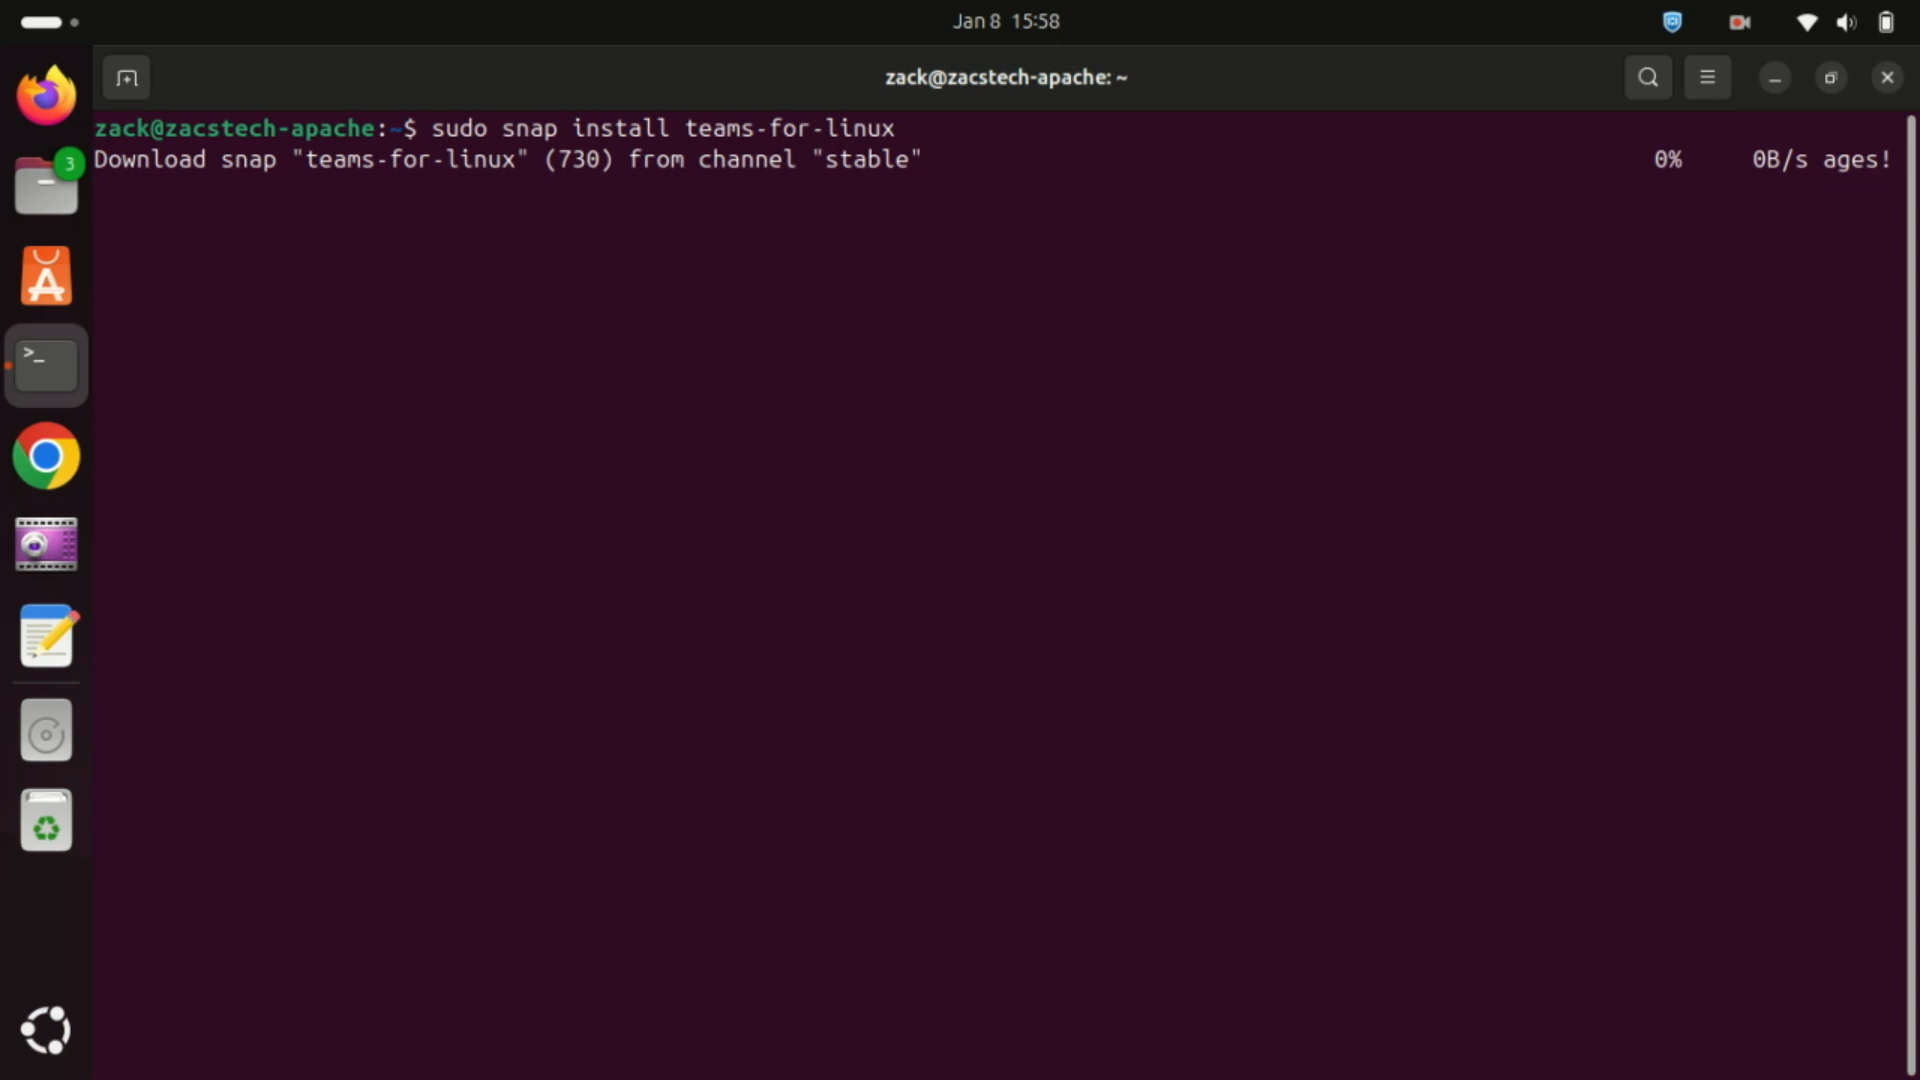 Jan 8 15:58
zack@zacstech-apache: ~
zack@zacstech-apache:~$ sudo snap install teams-for-linux
Download snap "teams-for-linux" (730) from channel "stable" 0% 0B/s ages!
3
>_